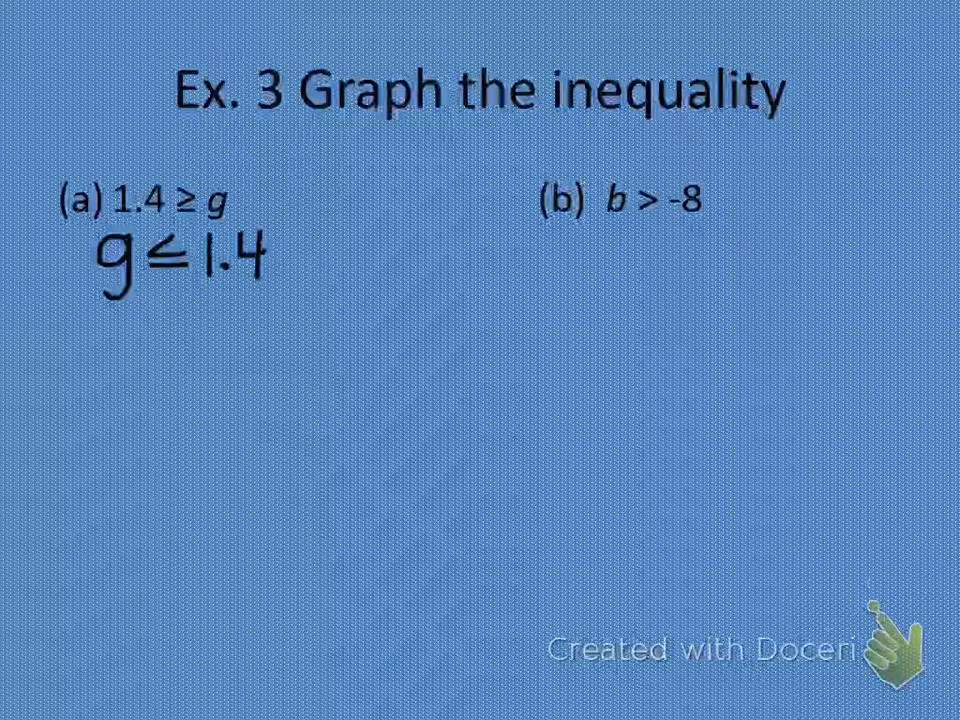 Ex. 3 Graph the inequality
(a) 1.4 ≥ g
g ≤ 1.4
(b) b > -8
Created with Doceri